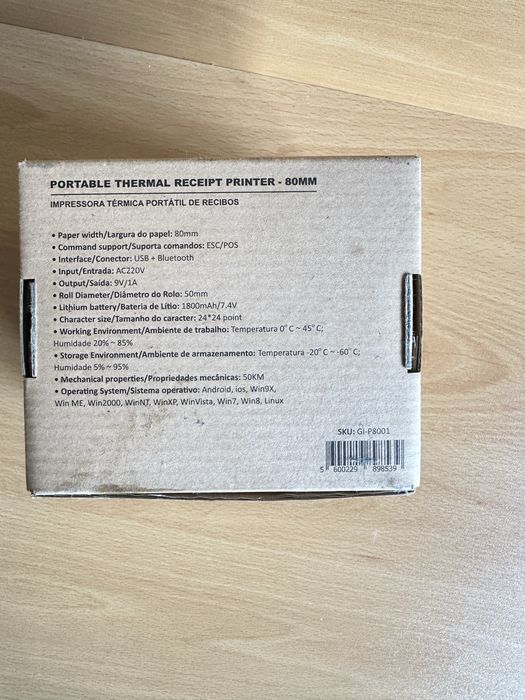 PORTABLE THERMAL RECEIPT PRINTER - 80MM
IMPRESSORA TÉRMICA PORTÁTIL DE RECIBOS
• Paper width/Largura do papel: 80mm
• Command support/Suporta comandos: ESC/POS
• Interface/Conector: USB + Bluetooth
• Input/Entrada: AC220V
• Output/Saída: 9V/1A
• Roll Diameter/Diâmetro do Rolo: 50mm
• Lithium battery/Bateria de Lítio: 1800mAh/7.4V
• Character size/Tamanho do caracter: 24*24 point
• Working Environment/Ambiente de trabalho: Temperatura 0°C ~ 45°C;
Humidade 20% ~ 85%
• Storage Environment/Ambiente de armazenamento: Temperatura -20°C ~ -60°C;
Humidade 5% ~ 95%
• Mechanical properties/Propriedades mecânicas: 50KM
• Operating System/Sistema operativo: Android, ios, Win9X,
Win ME, Win2000, WinNT, WinXP, WinVista, Win7, Win8, Linux
SKU: GI-P8001
5 600229 898539